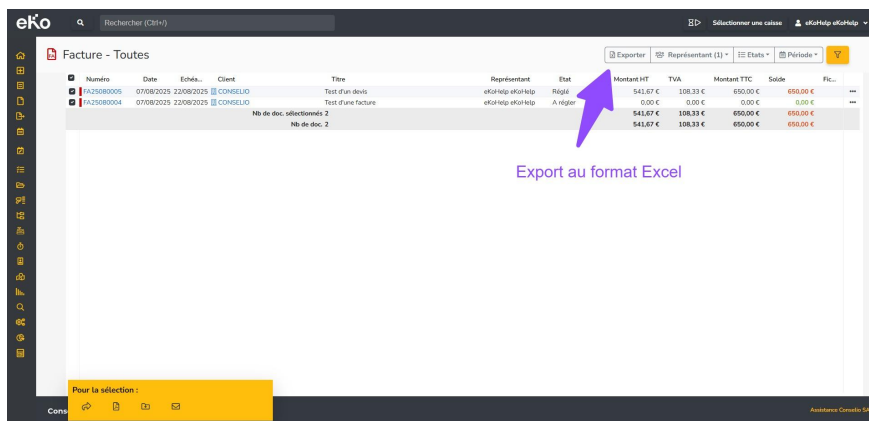 eKo
Rechercher (Ctrl+/)
Sélectionner une caisse
eKoHelp eKoHelp
Facture - Toutes
Exporter
Représentant (1)
Etats
Période
Numéro Date Echéa... Client Titre Représentant Etat Montant HT TVA Montant TTC Solde Fic...
FA25080005 07/08/2025 22/08/2025 CONSELIO Test d'un devis eKoHelp eKoHelp Réglé 541,67 € 108,33 € 650,00 € 650,00 €
FA25080004 07/08/2025 22/08/2025 CONSELIO Test d'une facture eKoHelp eKoHelp A régler 0,00 € 0,00 € 0,00 € 0,00 €
Nb de doc. sélectionnés 2 541,67 € 108,33 € 650,00 € 650,00 €
Nb de doc. 2 541,67 € 108,33 € 650,00 € 650,00 €
Export au format Excel
Pour la sélection :
Cons
Assistance Conselio SA